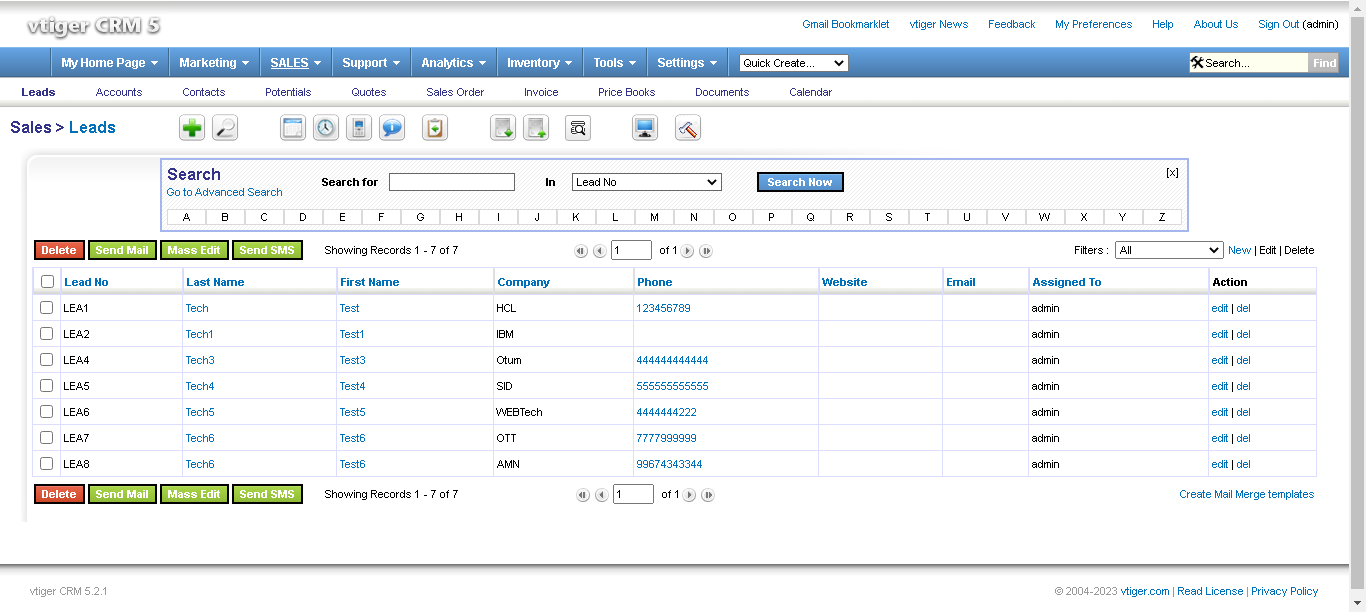 vtiger CRM 5
Gmail Bookmarklet vtiger News Feedback My Preferences Help About Us Sign Out (admin)
My Home Page Marketing SALES Support Analytics Inventory Tools Settings Quick Create... Search... Find
Leads Accounts Contacts Potentials Quotes Sales Order Invoice Price Books Documents Calendar
Sales > Leads
Search [x]
Go to Advanced Search
Search for In Lead No Search Now
A B C D E F G H I J K L M N O P Q R S T U V W X Y Z
Delete Send Mail Mass Edit Send SMS Showing Records 1 - 7 of 7 1 of 1 Filters : All New | Edit | Delete
Lead No Last Name First Name Company Phone Website Email Assigned To Action
LEA1 Tech Test HCL 123456789 admin edit | del
LEA2 Tech1 Test1 IBM admin edit | del
LEA4 Tech3 Test3 Otum 444444444444 admin edit | del
LEA5 Tech4 Test4 SID 555555555555 admin edit | del
LEA6 Tech5 Test5 WEBTech 4444444222 admin edit | del
LEA7 Tech6 Test6 OTT 7777999999 admin edit | del
LEA8 Tech6 Test6 AMN 99674343344 admin edit | del
Delete Send Mail Mass Edit Send SMS Showing Records 1 - 7 of 7 1 of 1 Create Mail Merge templates
vtiger CRM 5.2.1 © 2004-2023 vtiger.com | Read License | Privacy Policy